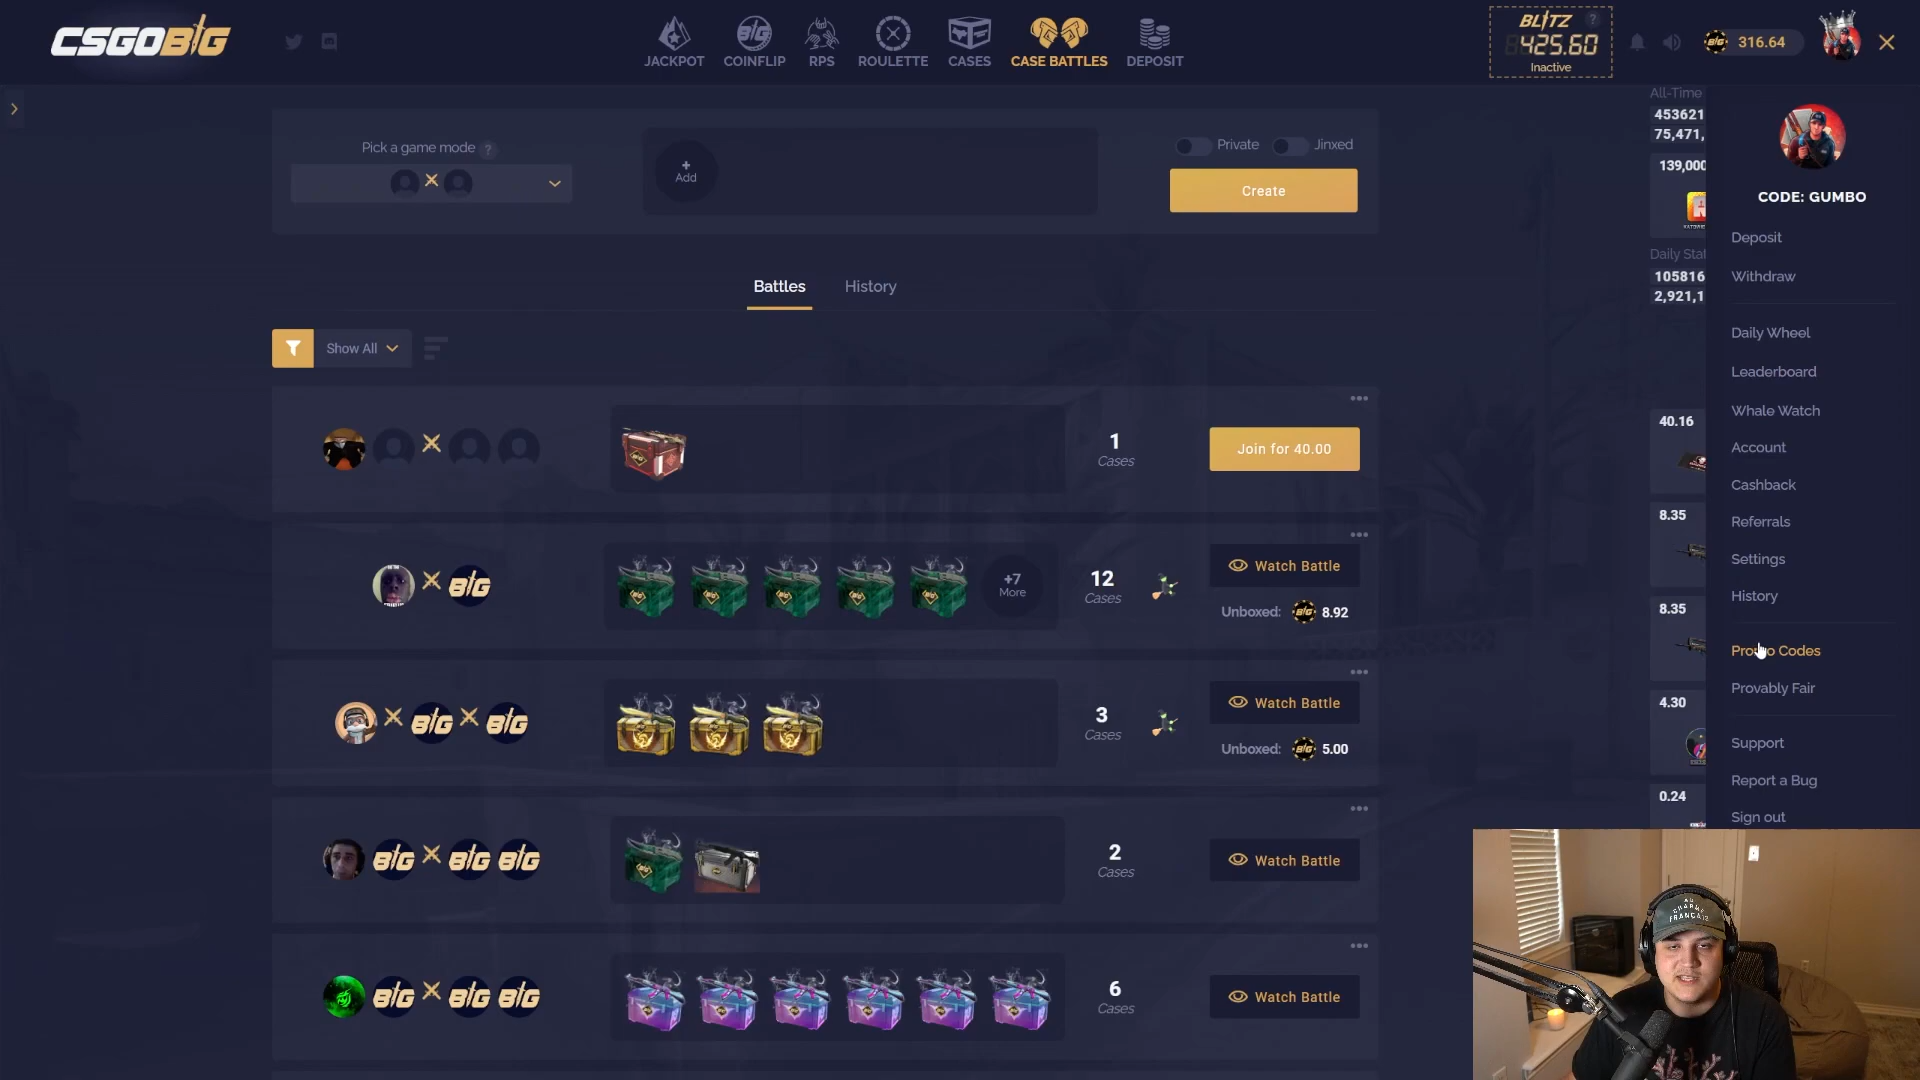 CSGOBIG
JACKPOT
COINFLIP
RPS
ROULETTE
CASES
CASE BATTLES
DEPOSIT
BLITZ ?
425.60
Inactive
316.64
Pick a game mode ?
+
Add
Private
Jinxed
Create
Battles
History
Show All
1
Cases
Join for 40.00
+7
More
12
Cases
Watch Battle
Unboxed: BIG 8.92
3
Cases
Watch Battle
Unboxed: BIG 5.00
2
Cases
Watch Battle
6
Cases
Watch Battle
All-Time
453621
75,471,
139,000
Daily Stat
105816
2,921,1
40.16
8.35
8.35
4.30
0.24
CODE: GUMBO
Deposit
Withdraw
Daily Wheel
Leaderboard
Whale Watch
Account
Cashback
Referrals
Settings
History
Promo Codes
Provably Fair
Support
Report a Bug
Sign out
AU
CHARME
FRANÇAIS